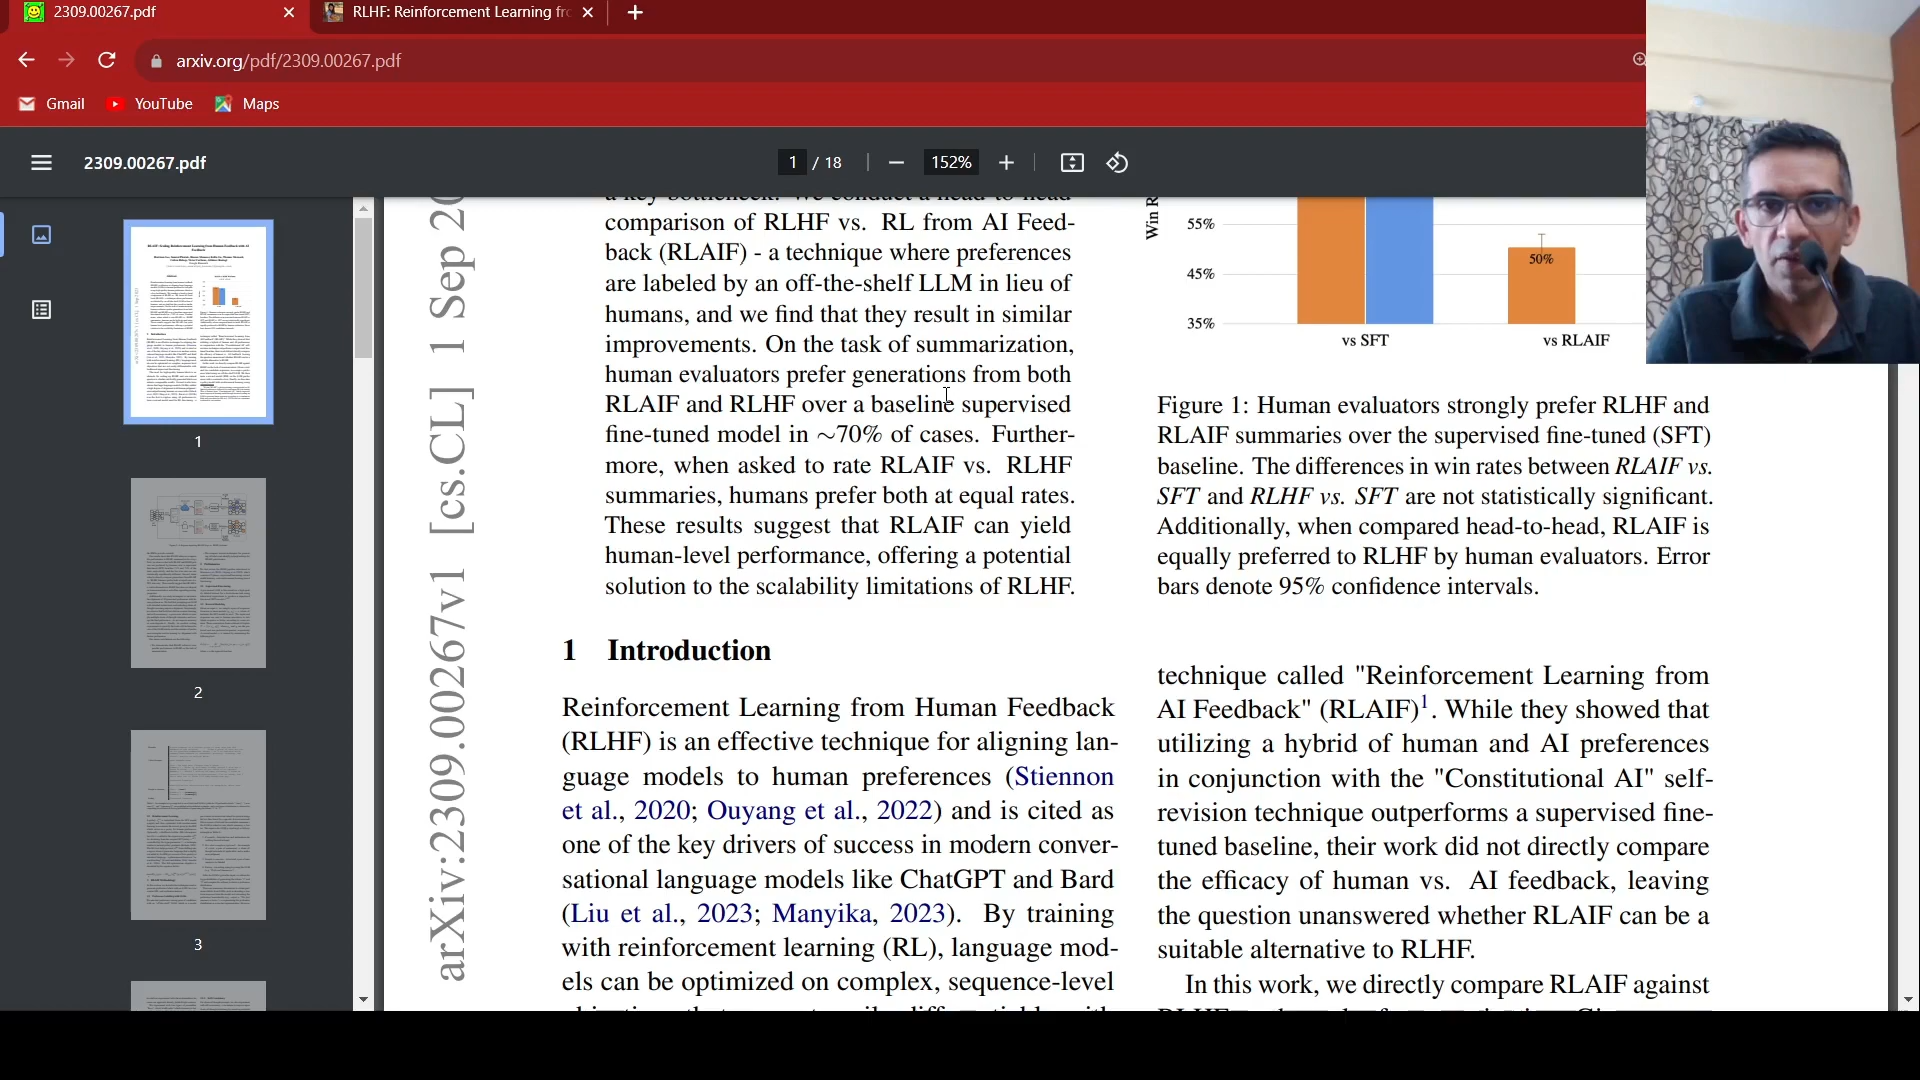 2309.00267.pdf
RLHF: Reinforcement Learning fr
arxiv.org/pdf/2309.00267.pdf
Gmail YouTube Maps
2309.00267.pdf
1 / 18
152%
1
2
3
arXiv:2309.00267v1 [cs.CL] 1 Sep 20
comparison of RLHF vs. RL from AI Feed-
back (RLAIF) - a technique where preferences
are labeled by an off-the-shelf LLM in lieu of
humans, and we find that they result in similar
improvements. On the task of summarization,
human evaluators prefer generations from both
RLAIF and RLHF over a baseline supervised
fine-tuned model in ~70% of cases. Further-
more, when asked to rate RLAIF vs. RLHF
summaries, humans prefer both at equal rates.
These results suggest that RLAIF can yield
human-level performance, offering a potential
solution to the scalability limitations of RLHF.
1 Introduction
Reinforcement Learning from Human Feedback
(RLHF) is an effective technique for aligning lan-
guage models to human preferences (Stiennon
et al., 2020; Ouyang et al., 2022) and is cited as
one of the key drivers of success in modern conver-
sational language models like ChatGPT and Bard
(Liu et al., 2023; Manyika, 2023). By training
with reinforcement learning (RL), language mod-
els can be optimized on complex, sequence-level
Win R
55%
45%
35%
50%
vs SFT
vs RLAIF
Figure 1: Human evaluators strongly prefer RLHF and
RLAIF summaries over the supervised fine-tuned (SFT)
baseline. The differences in win rates between RLAIF vs.
SFT and RLHF vs. SFT are not statistically significant.
Additionally, when compared head-to-head, RLAIF is
equally preferred to RLHF by human evaluators. Error
bars denote 95% confidence intervals.
technique called "Reinforcement Learning from
AI Feedback" (RLAIF)1. While they showed that
utilizing a hybrid of human and AI preferences
in conjunction with the "Constitutional AI" self-
revision technique outperforms a supervised fine-
tuned baseline, their work did not directly compare
the efficacy of human vs. AI feedback, leaving
the question unanswered whether RLAIF can be a
suitable alternative to RLHF.
In this work, we directly compare RLAIF against